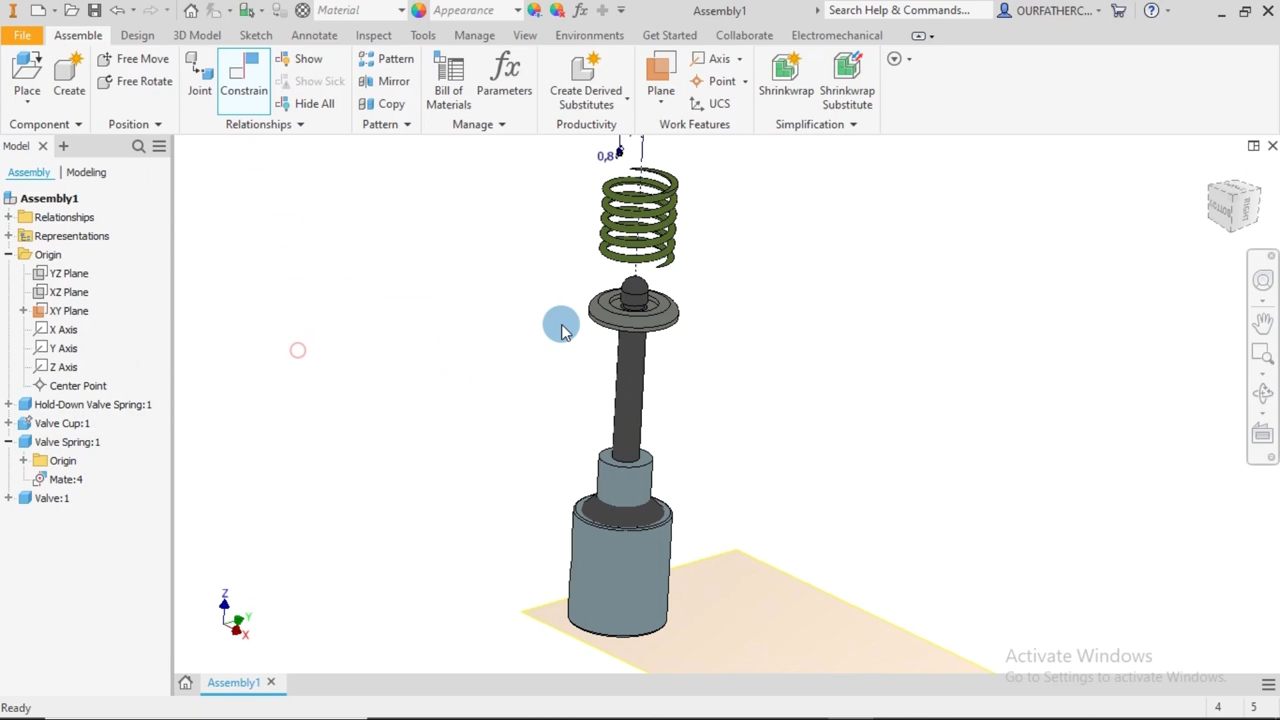 Material
Appearance
Assembly1
Search Help & Commands...
OURFATHERC...
File
Assemble
Design
3D Model
Sketch
Annotate
Inspect
Tools
Manage
View
Environments
Get Started
Collaborate
Electromechanical
Place
Create
Free Move
Free Rotate
Joint
Constrain
Show
Show Sick
Hide All
Pattern
Mirror
Copy
Bill of Materials
Parameters
Create Derived Substitutes
Plane
Axis
Point
UCS
Shrinkwrap
Shrinkwrap Substitute
Component
Position
Relationships
Pattern
Manage
Productivity
Work Features
Simplification
Model
Assembly
Modeling
Assembly1
Relationships
Representations
Origin
YZ Plane
XZ Plane
XY Plane
X Axis
Y Axis
Z Axis
Center Point
Hold-Down Valve Spring:1
Valve Cup:1
Valve Spring:1
Origin
Mate:4
Valve:1
0,8
RIGHT
BOTTOM
Z
Y
X
Activate Windows
Go to Settings to activate Windows.
Assembly1
Ready
4
5